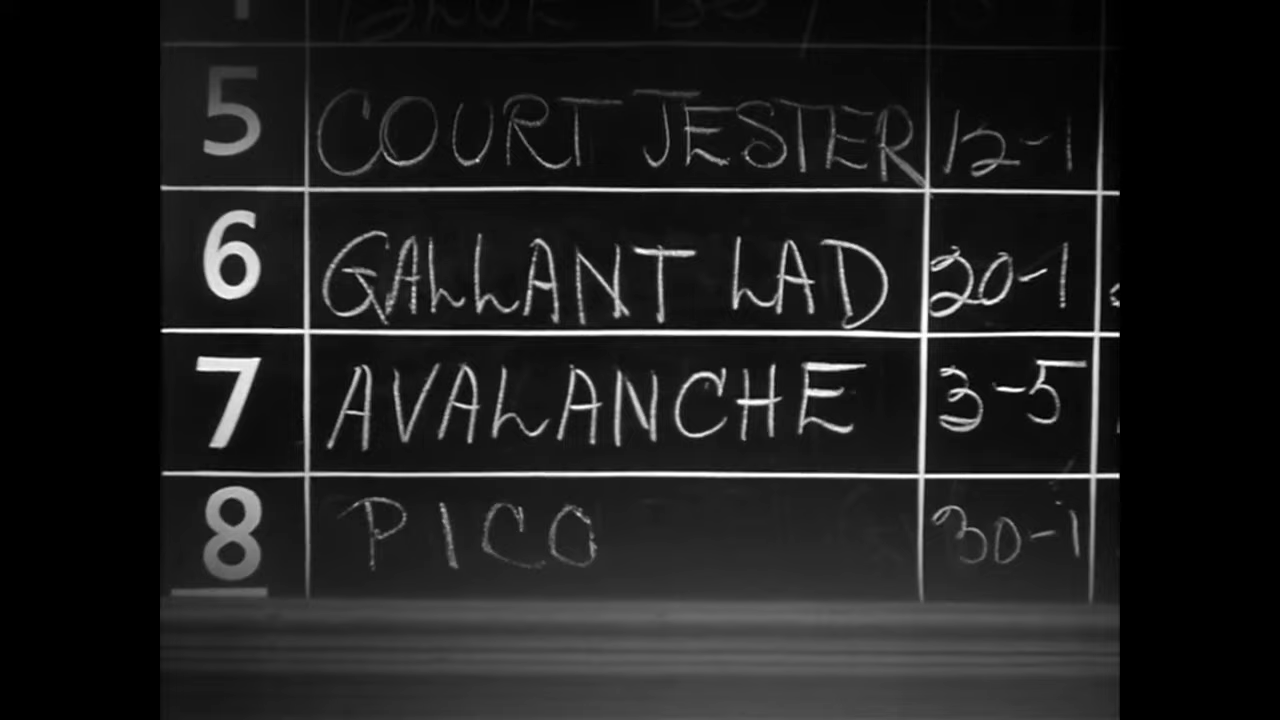 5 COURT JESTER 12-1
6 GALLANT LAD 20-1
7 AVALANCHE 3-5
8 PICO 30-1